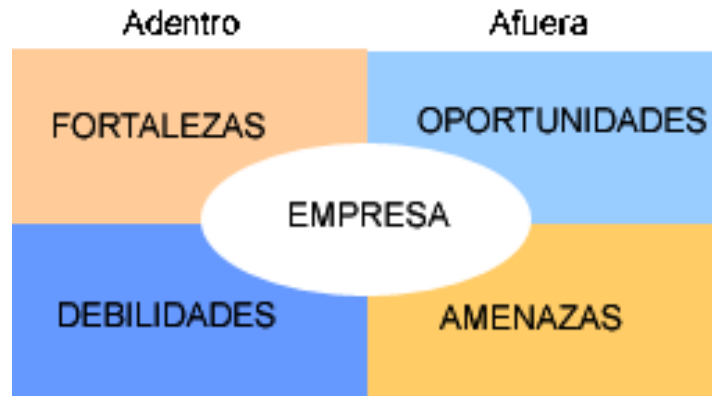 Adentro Afuera
FORTALEZAS OPORTUNIDADES
EMPRESA
DEBILIDADES AMENAZAS